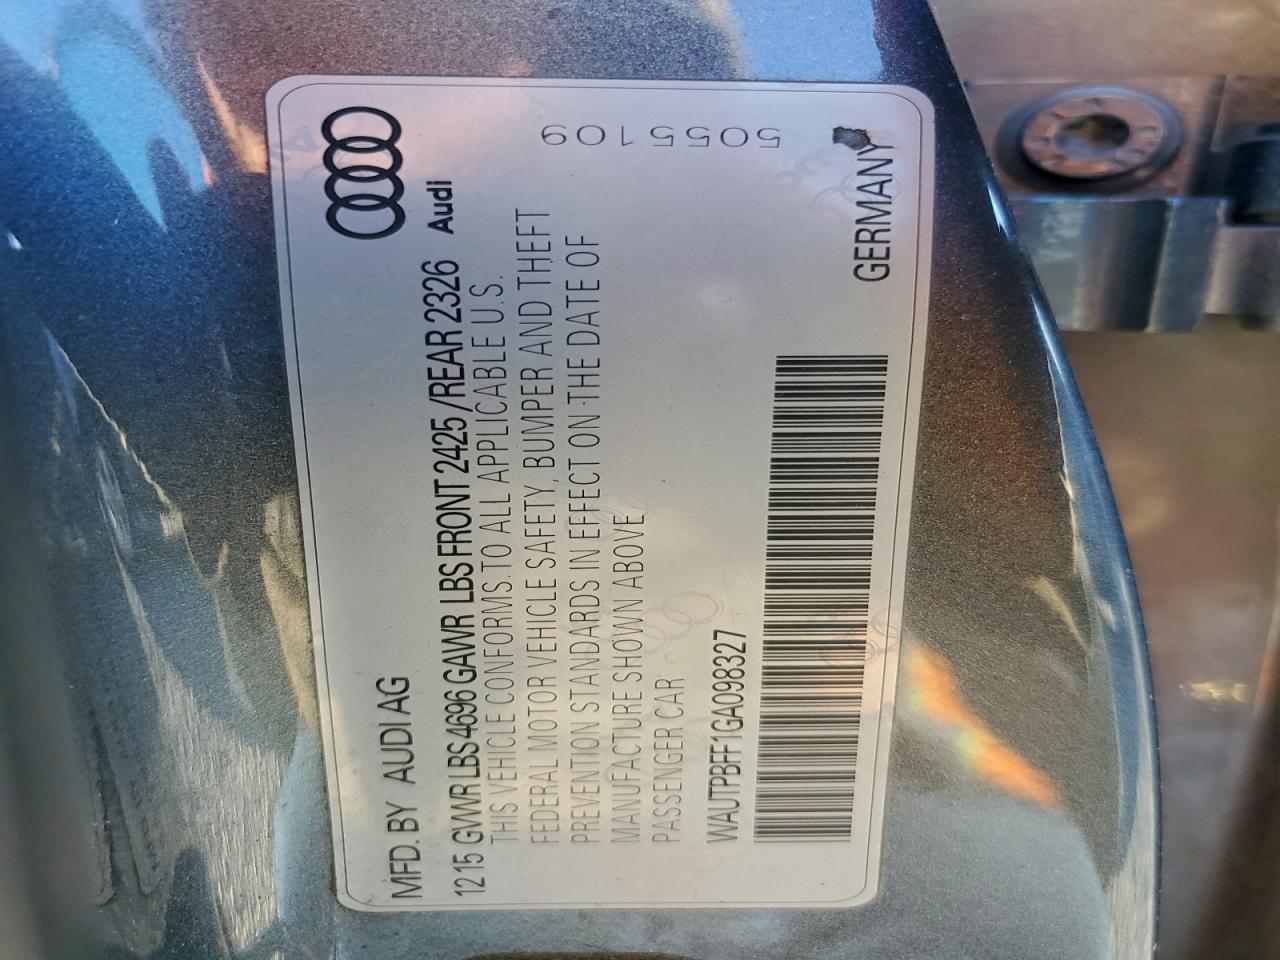 MFD. BY AUDI AG
1215 GVWR LBS 4696 GAWR LBS FRONT 2425/REAR 2326
Audi
THIS VEHICLE CONFORMS TO ALL APPLICABLE U.S.
FEDERAL MOTOR VEHICLE SAFETY, BUMPER AND THEFT
PREVENTION STANDARDS IN EFFECT ON THE DATE OF
MANUFACTURE SHOWN ABOVE
PASSENGER CAR
5055109
WAUTPBFF1GA098327
GERMANY